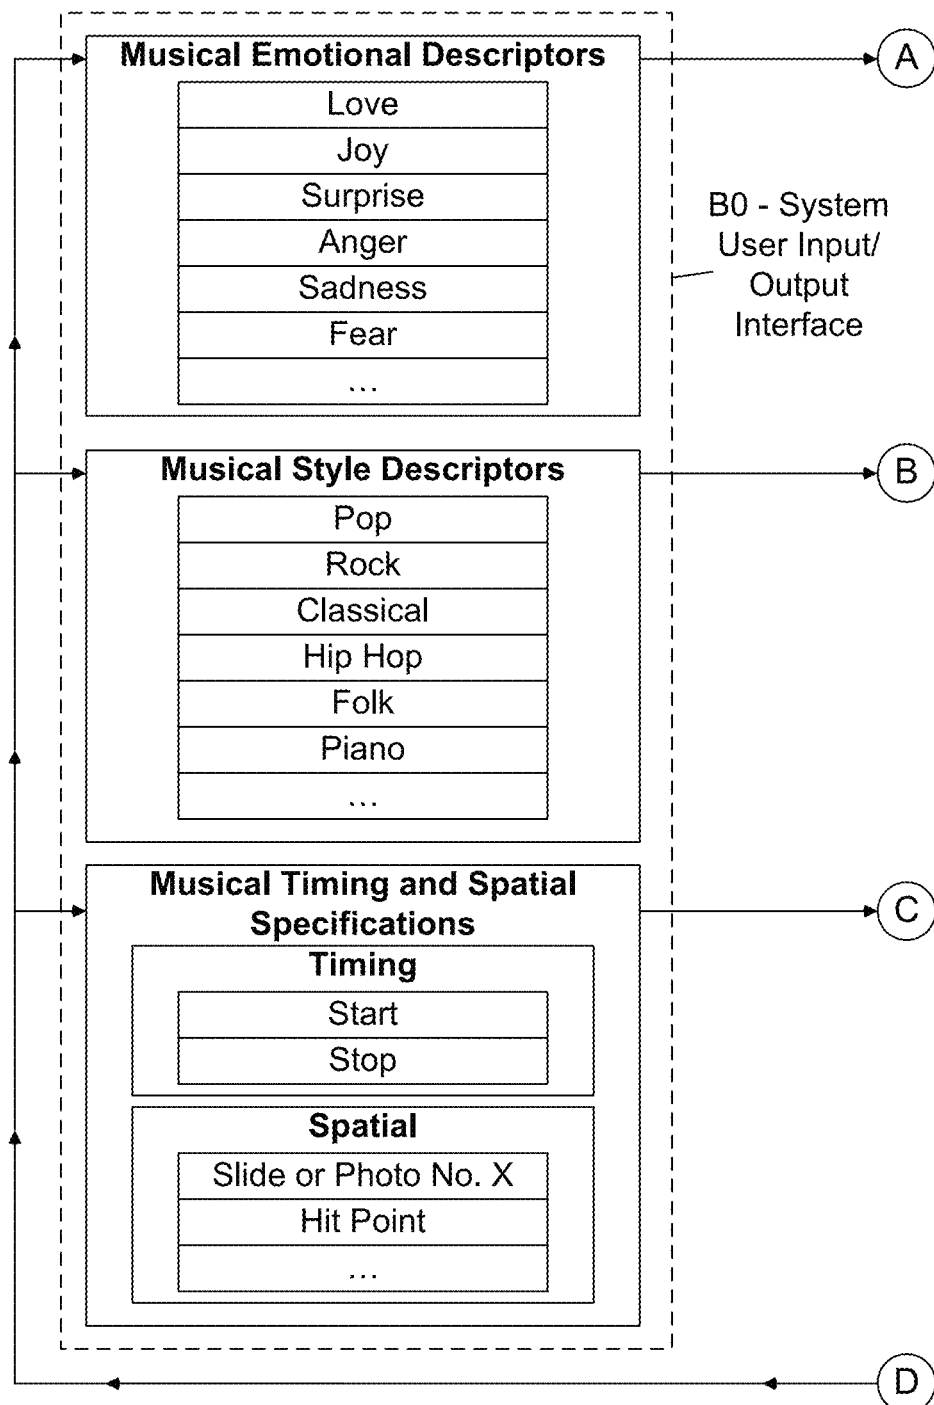 Musical Emotional Descriptors
A
Love
Joy
Surprise
Anger
Sadness
Fear
...
B0 - System
User Input/
Output
Interface
Musical Style Descriptors
B
Pop
Rock
Classical
Hip Hop
Folk
Piano
...
Musical Timing and Spatial
Specifications
C
Timing
Start
Stop
Spatial
Slide or Photo No. X
Hit Point
...
D